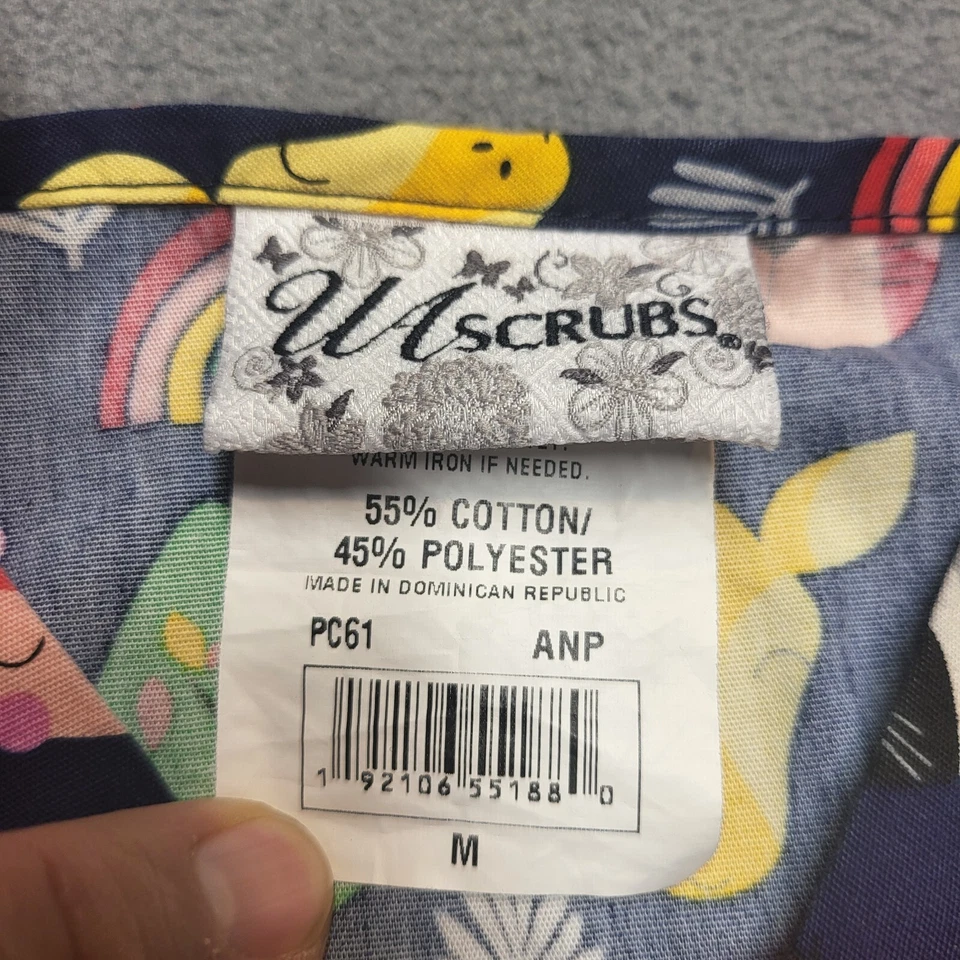 UA SCRUBS®
WARM IRON IF NEEDED.
55% COTTON/
45% POLYESTER
MADE IN DOMINICAN REPUBLIC
PC61 ANP
1 92106 55188 0
M